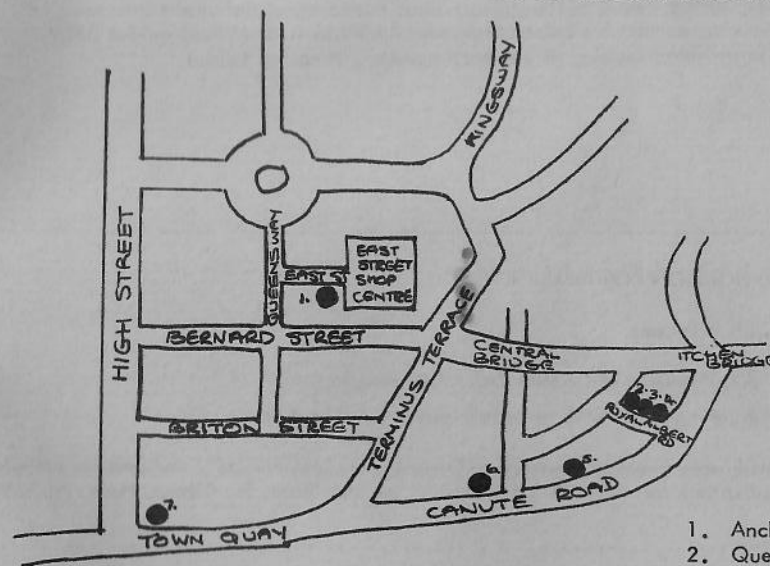 KINGSWAY
HIGH STREET
QUEENSWAY
EAST ST
EAST
STREET
SHOP
CENTRE
1.
BERNARD STREET
TERMINUS TERRACE
CENTRAL
BRIDGE
ITCHEN
BRIDGE
2. 3. 4.
ROYAL ALBERT
RD
BRITON STREET
5.
6.
CANUTE ROAD
7.
TOWN QUAY
1. Anc
2. Que